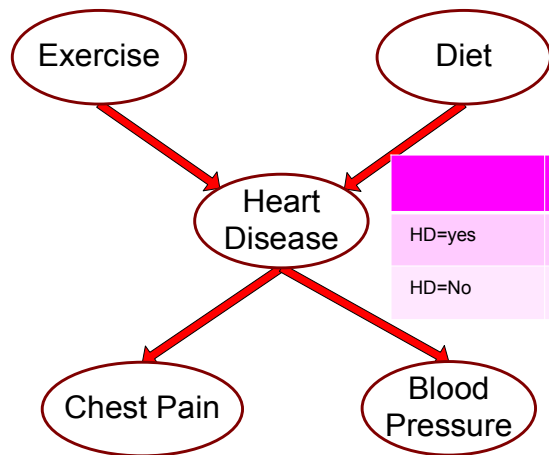 Exercise
Diet
Heart
Disease
HD=yes
HD=No
Chest Pain
Blood
Pressure